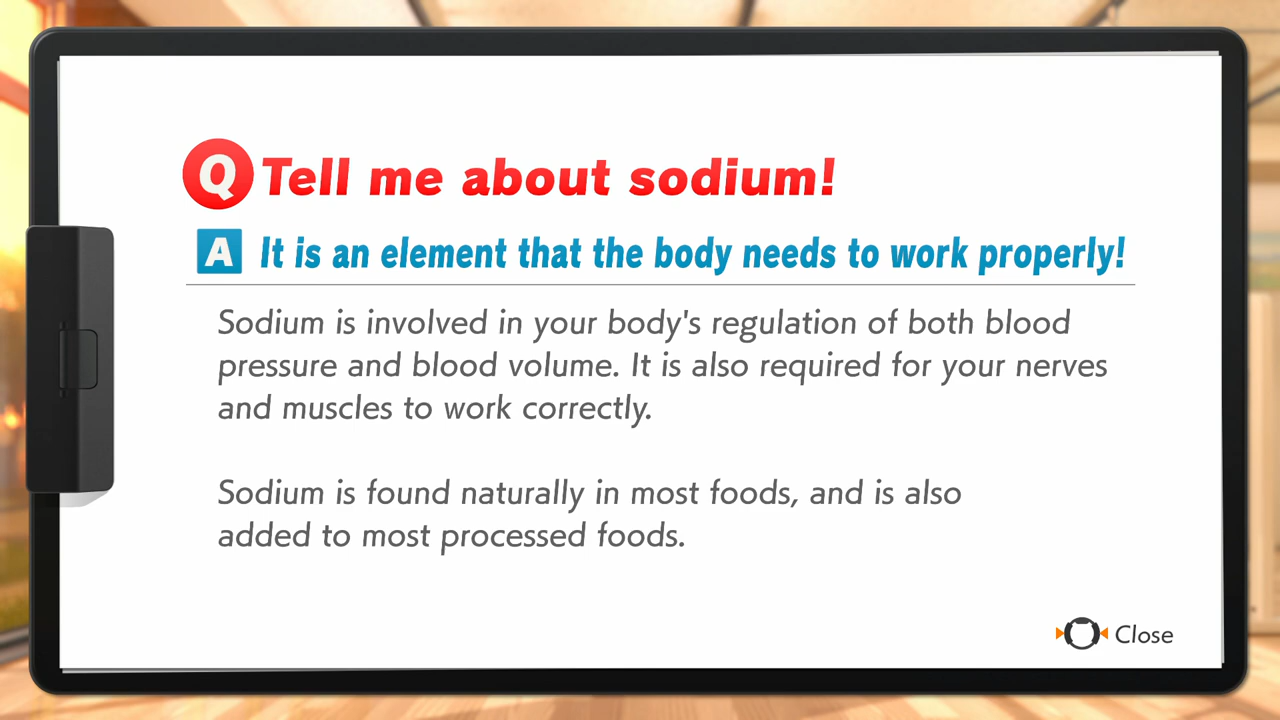 Q Tell me about sodium!
A It is an element that the body needs to work properly!
Sodium is involved in your body's regulation of both blood
pressure and blood volume. It is also required for your nerves
and muscles to work correctly.
Sodium is found naturally in most foods, and is also
added to most processed foods.
Close